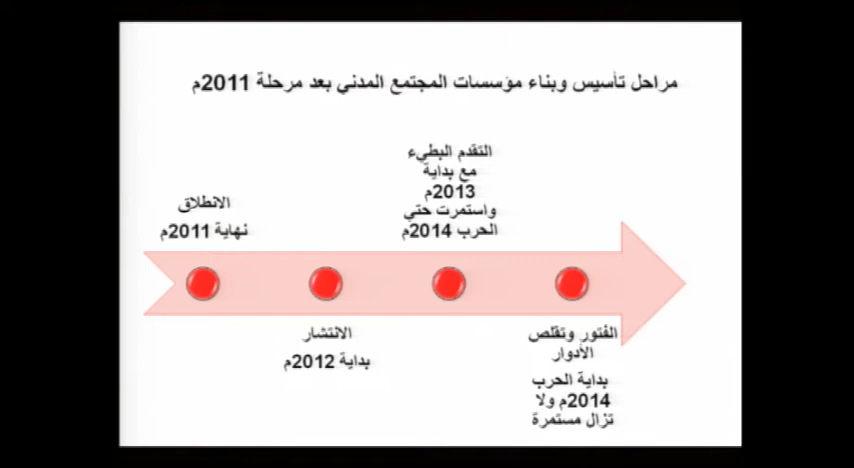 مراحل تأسيس وبناء مؤسسات المجتمع المدني بعد مرحلة 2011م
الانطلاق
نهاية 2011م
الانتشار
بداية 2012م
التقدم البطيء
مع بداية
2013م
واستمرت حتي
الحرب 2014م
الفتور وتقلص
الأدوار
بداية الحرب
2014م ولا
تزال مستمرة